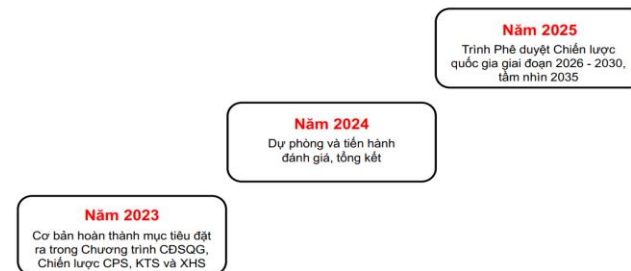 Năm 2025
Trình Phê duyệt Chiến lược
quốc gia giai đoạn 2026 - 2030,
tầm nhìn 2035
Năm 2024
Dự phòng và tiến hành
đánh giá, tổng kết
Năm 2023
Cơ bản hoàn thành mục tiêu đặt
ra trong Chương trình CĐSQG,
Chiến lược CPS, KTS và XHS